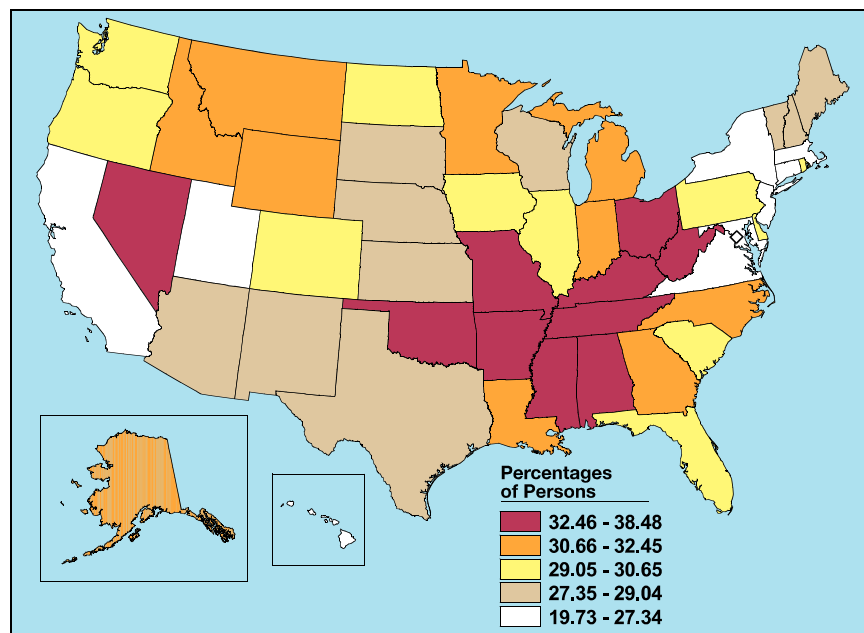 Percentages
of Persons
32.46 - 38.48
30.66 - 32.45
29.05 - 30.65
27.35 - 29.04
19.73 - 27.34